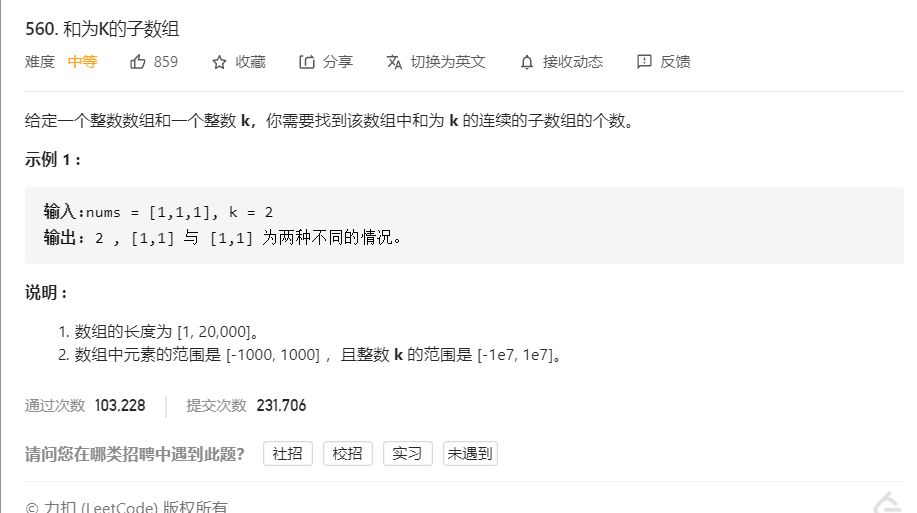 560. 和为K的子数组
难度 中等 859 收藏 分享 切换为英文 接收动态 反馈
给定一个整数数组和一个整数 k，你需要找到该数组中和为 k 的连续的子数组的个数。
示例 1 :
输入:nums = [1,1,1], k = 2
输出: 2 , [1,1] 与 [1,1] 为两种不同的情况。
说明 :
1. 数组的长度为 [1, 20,000]。
2. 数组中元素的范围是 [-1000, 1000] ，且整数 k 的范围是 [-1e7, 1e7]。
通过次数 103,228 提交次数 231,706
请问您在哪类招聘中遇到此题？ 社招 校招 实习 未遇到
© 力扣 (LeetCode) 版权所有